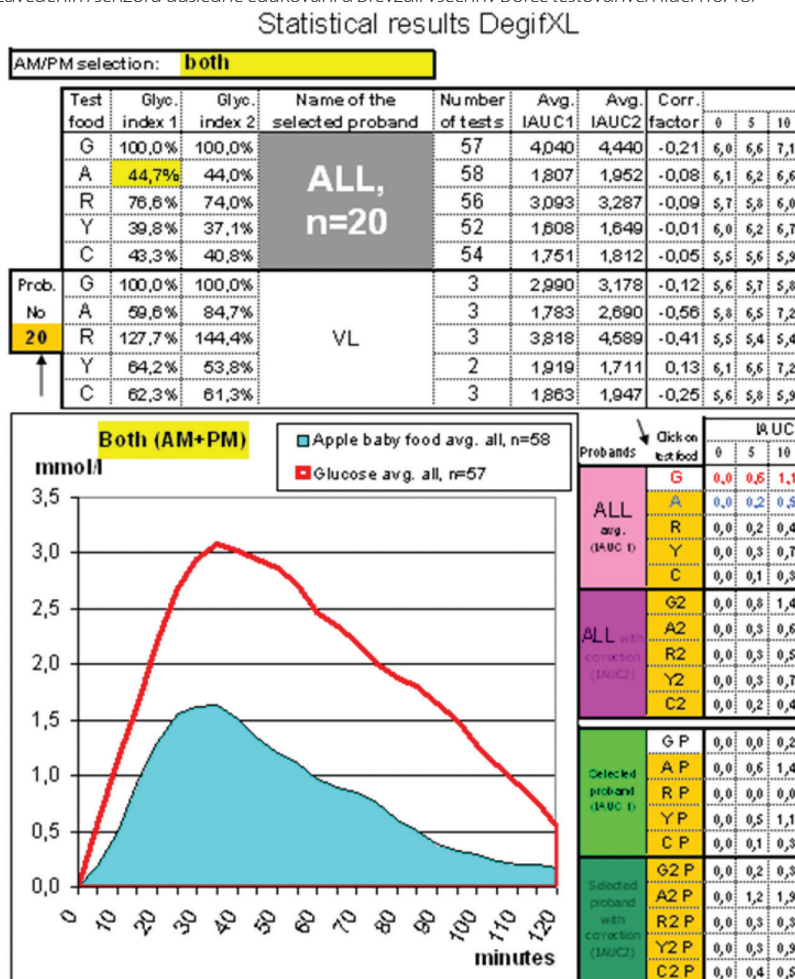 Statistical results DegifXL
AM/PM selection: both
Test Glyc. Glyc. Name of the Number Avg. Avg. Corr.
food index 1 index 2 selected proband of tests IAUC1 IAUC2 factor 0 5 10
G 100,0% 100,0% 57 4,040 4,440 -0,21 6,0 6,6 7,1
A 44,7% 44,0% ALL, 58 1,807 1,952 -0,08 6,1 6,2 6,6
R 76,6% 74,0% n=20 56 3,093 3,287 -0,09 5,7 5,8 6,0
Y 39,8% 37,1% 52 1,608 1,649 -0,01 6,0 6,2 6,7
C 43,3% 40,8% 54 1,751 1,812 -0,05 5,5 5,6 5,9
Prob. G 100,0% 100,0% 3 2,990 3,178 -0,12 5,6 5,7 5,8
No A 59,6% 84,7% 3 1,783 2,690 -0,56 5,8 6,5 7,2
20 R 127,7% 144,4% VL 3 3,818 4,589 -0,41 5,5 5,4 5,4
Y 64,2% 53,8% 2 1,919 1,711 0,13 6,1 6,6 7,2
C 62,3% 61,3% 3 1,863 1,947 -0,25 5,6 5,8 5,9
Both (AM+PM)
Apple baby food avg. all, n=58
Glucose avg. all, n=57
mmol/l
3,5
3,0
2,5
2,0
1,5
1,0
0,5
0,0
0 10 20 30 40 50 60 70 80 90 100 110 120
minutes
Click on IAUC
Probands test food 0 5 10
G 0,0 0,6 1,1
ALL A 0,0 0,2 0,5
avg. R 0,0 0,2 0,4
(IAUC 1) Y 0,0 0,3 0,7
C 0,0 0,1 0,3
G2 0,0 0,8 1,4
ALL with A2 0,0 0,3 0,6
correction R2 0,0 0,3 0,5
(IAUC2) Y2 0,0 0,3 0,7
C2 0,0 0,2 0,4
G P 0,0 0,0 0,2
Selected A P 0,0 0,6 1,4
proband R P 0,0 0,0 0,0
(IAUC 1) Y P 0,0 0,5 1,1
C P 0,0 0,1 0,3
Selected G2 P 0,0 0,2 0,3
proband A2 P 0,0 1,2 1,9
with R2 P 0,0 0,3 0,3
correction Y2 P 0,0 0,3 0,9
(IAUC2) C2 P 0,0 0,4